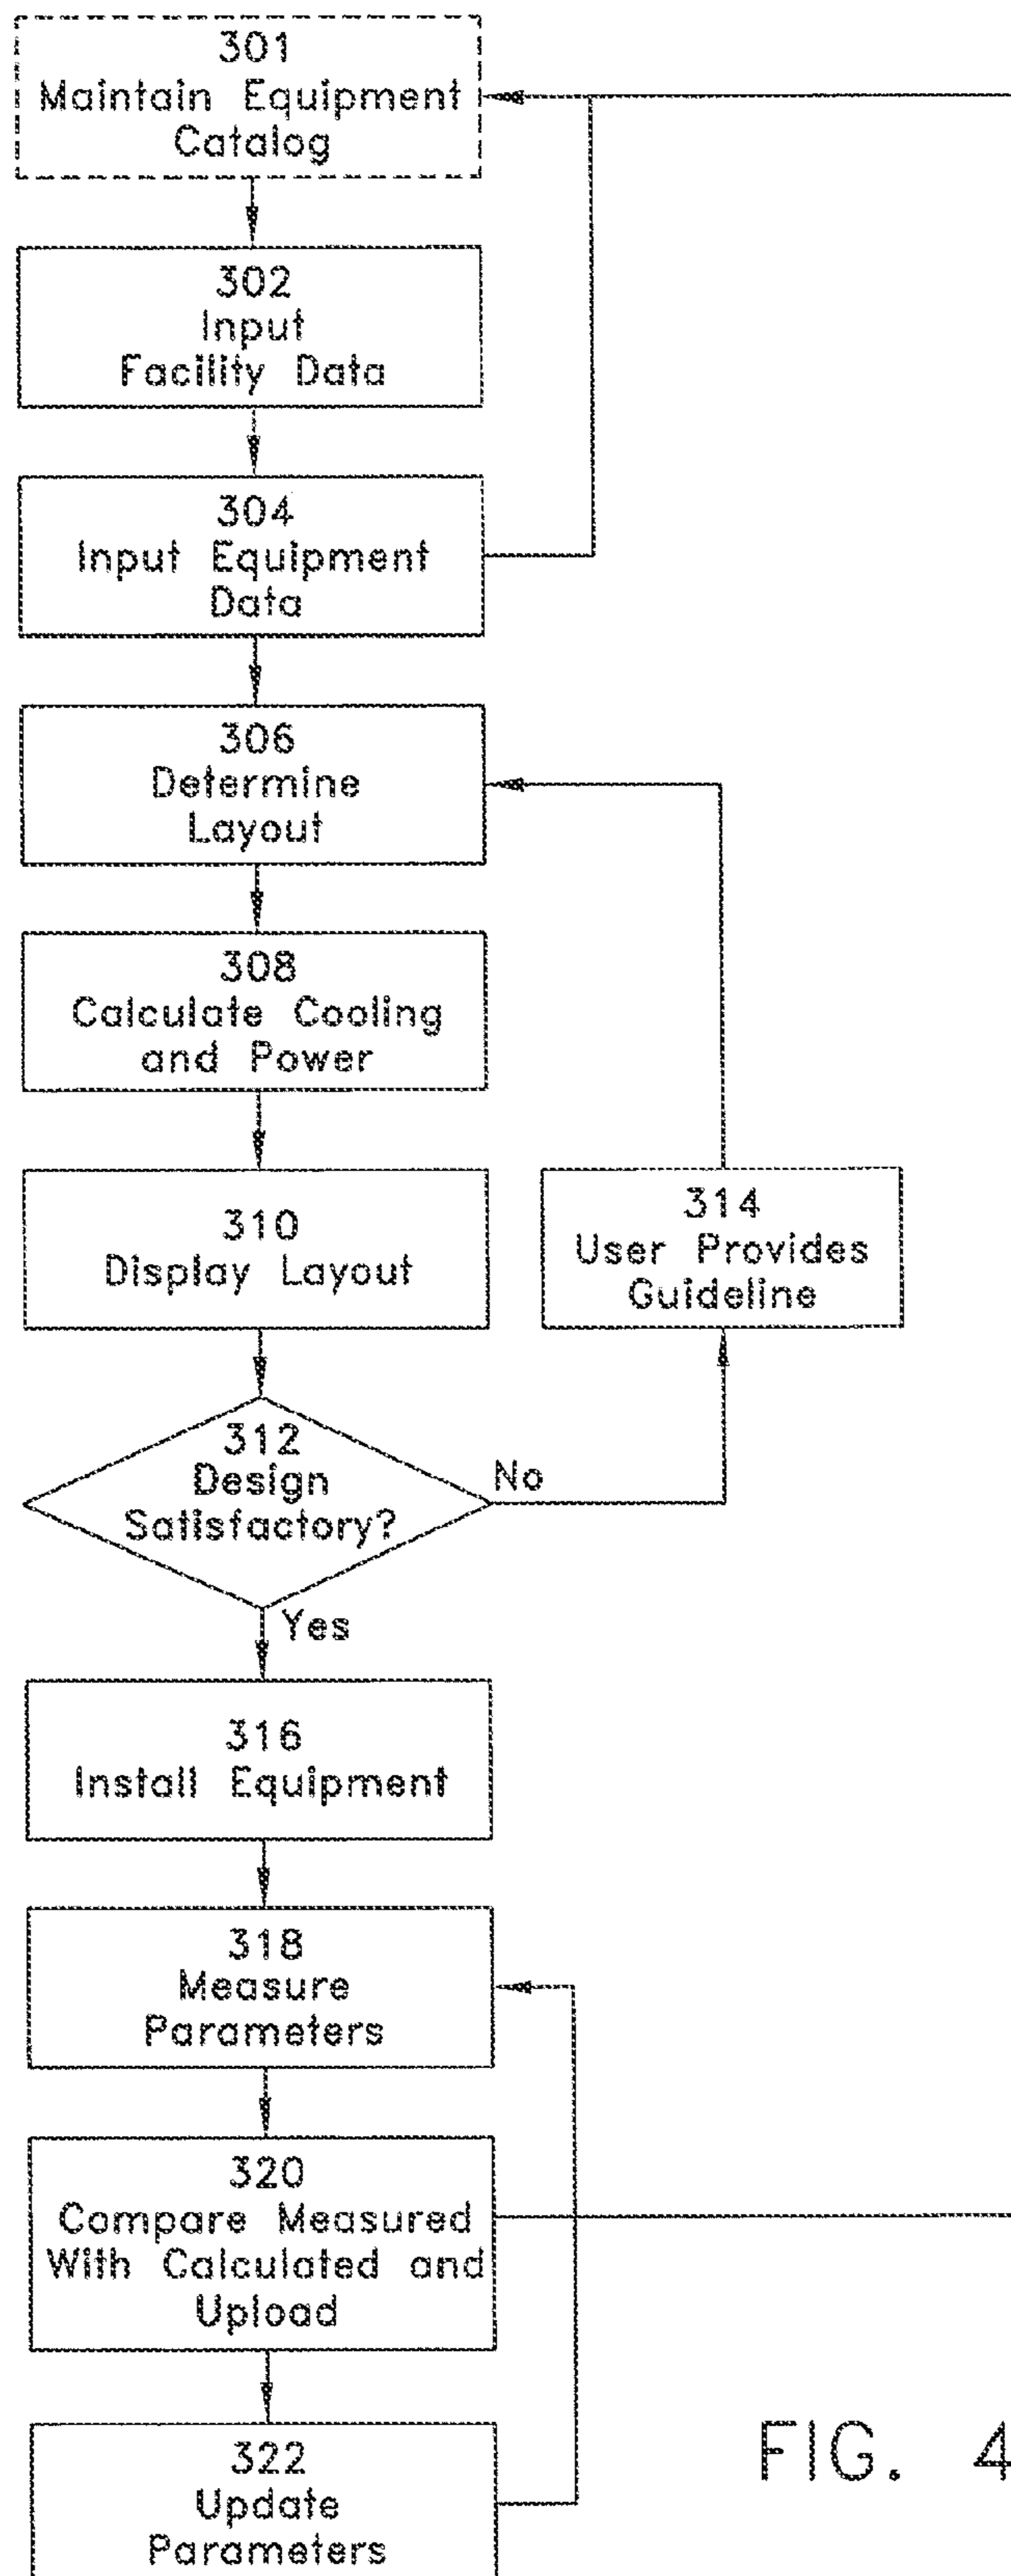 301
Maintain Equipment
Catalog
302
Input
Facility Data
304
Input Equipment
Data
306
Determine
Layout
308
Calculate Cooling
and Power
310
Display Layout
314
User Provides
Guideline
312
Design
Satisfactory?
No
Yes
316
Install Equipment
318
Measure
Parameters
320
Compare Measured
With Calculated and
Upload
322
Update
Parameters
FIG. 4